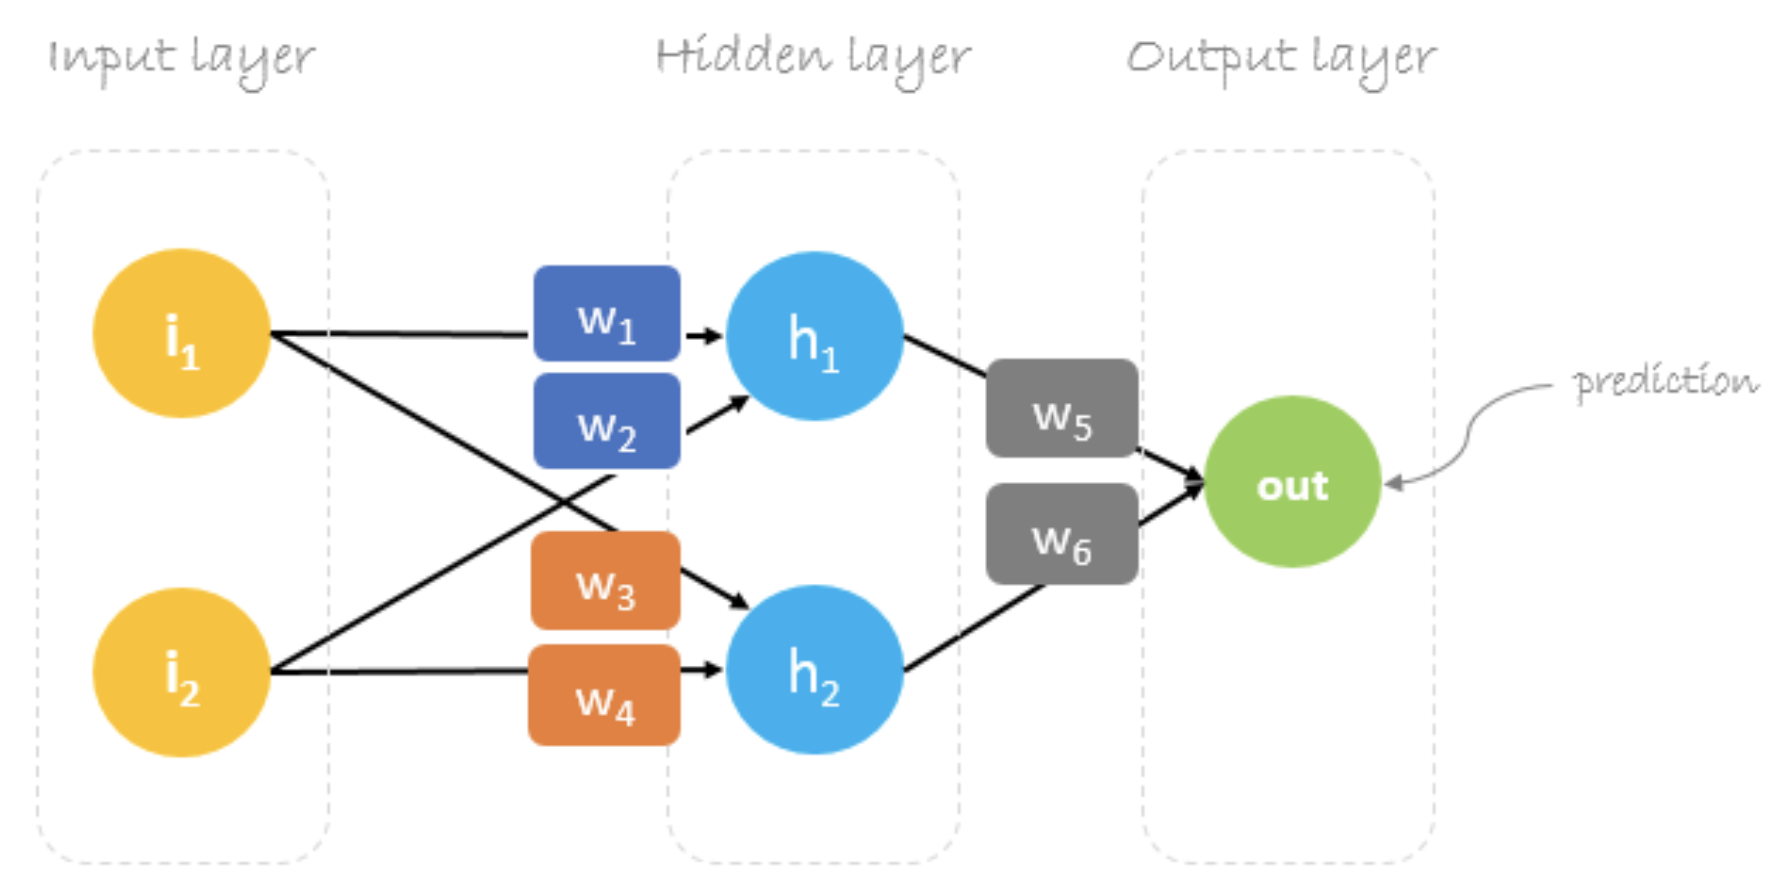 Input layer
Hidden layer
Output layer
i₁
w₁
h₁
w₂
w₅
prediction
out
w₆
w₃
i₂
w₄
h₂